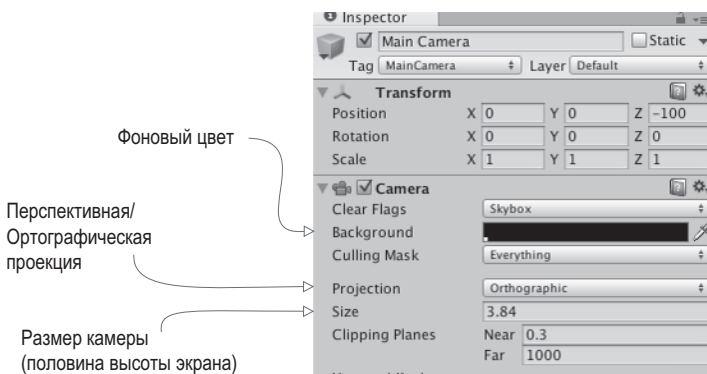 Inspector
Main Camera Static
Tag MainCamera Layer Default
Transform
Position X 0 Y 0 Z -100
Rotation X 0 Y 0 Z 0
Scale X 1 Y 1 Z 1
Camera
Clear Flags Skybox
Background
Culling Mask Everything
Projection Orthographic
Size 3.84
Clipping Planes Near 0.3
Far 1000
Фоновый цвет
Перспективная/
Ортографическая
проекция
Размер камеры
(половина высоты экрана)